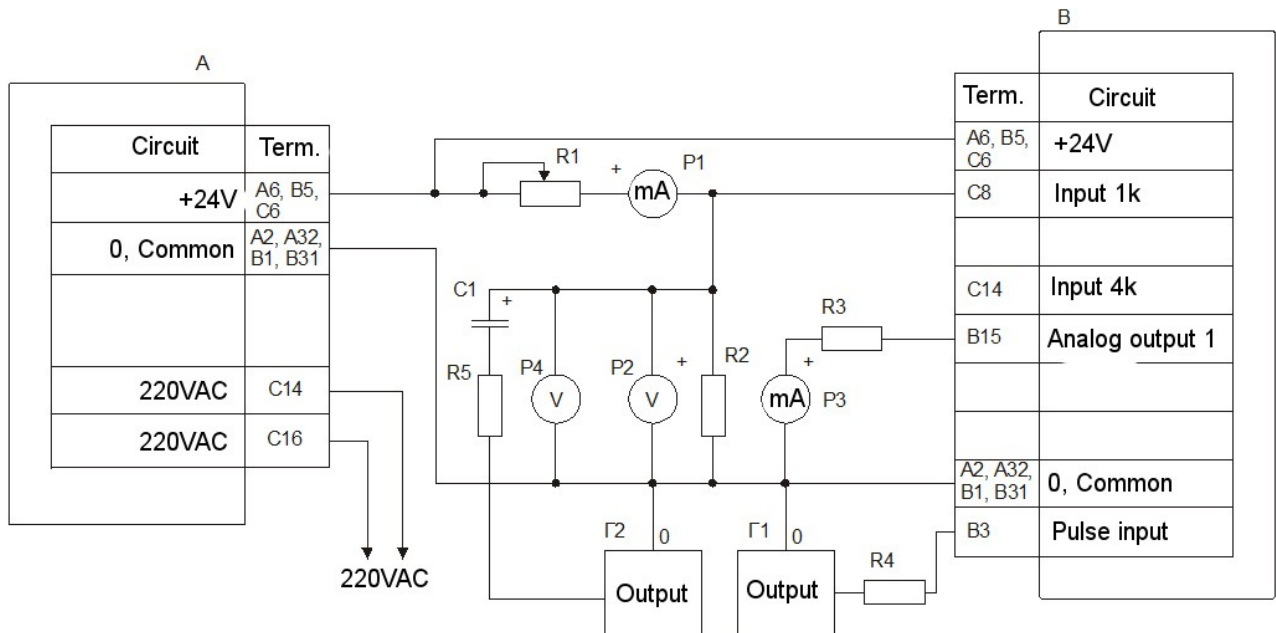 A
Circuit Term.
+24V A6, B5,
C6
0, Common A2, A32,
B1, B31
220VAC C14
220VAC C16
220VAC
R1
+ P1
mA
C1 +
R5
P4
V
P2 +
V
R2
R3
+
mA P3
Г2 0
Output
Г1 0
Output
R4
B
Term. Circuit
A6, B5,
C6 +24V
C8 Input 1k
C14 Input 4k
B15 Analog output 1
A2, A32,
B1, B31 0, Common
B3 Pulse input